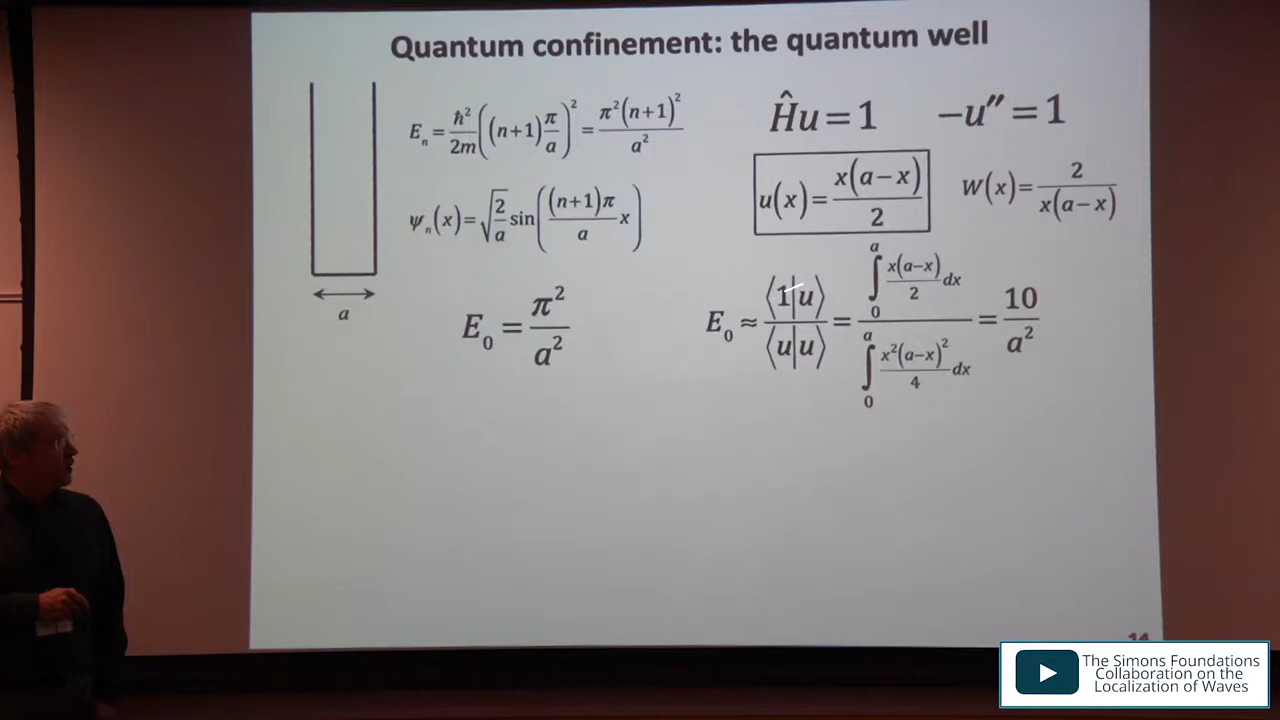 Quantum confinement: the quantum well
E_n = ℏ²/2m ((n+1) π/a)² = π²(n+1)²/a²
ψ_n(x) = √(2/a) sin((n+1)π/a x)
a
E_0 = π²/a²
Ĥu = 1     −u″ = 1
u(x) = x(a−x)/2     W(x) = 2/(x(a−x))
E_0 ≈ ⟨1|u⟩/⟨u|u⟩ = ∫_0^a x(a−x)/2 dx / ∫_0^a x²(a−x)²/4 dx = 10/a²
14
The Simons Foundations
Collaboration on the
Localization of Waves